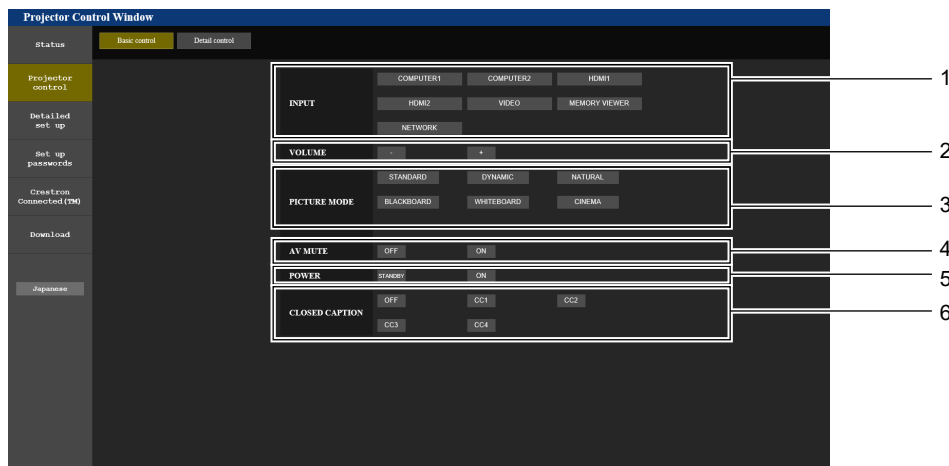 Projector Control Window
Status
Basic control Detail control
Projector
control
Detailed
set up
Set up
passwords
Crestron
Connected(TM)
Download
Japanese
INPUT
COMPUTER1 COMPUTER2 HDMI1
HDMI2 VIDEO MEMORY VIEWER
NETWORK
1
VOLUME - +
2
PICTURE MODE
STANDARD DYNAMIC NATURAL
BLACKBOARD WHITEBOARD CINEMA
3
AV MUTE OFF ON
4
POWER STANDBY ON
5
CLOSED CAPTION
OFF CC1 CC2
CC3 CC4
6